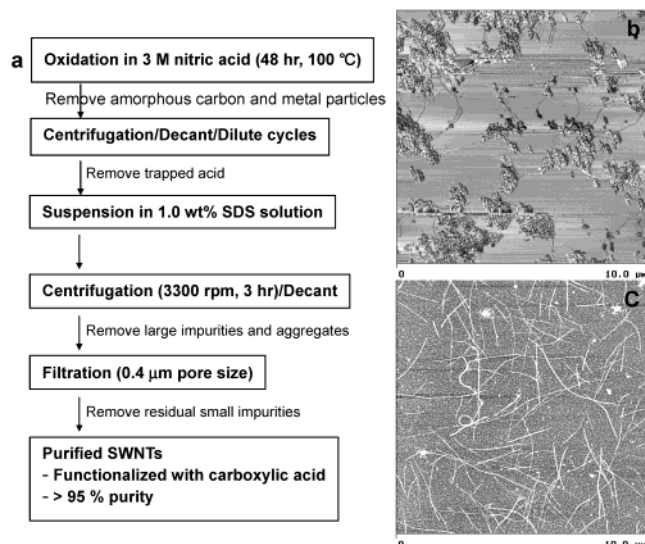 a
Oxidation in 3 M nitric acid (48 hr, 100 °C)
Remove amorphous carbon and metal particles
Centrifugation/Decant/Dilute cycles
Remove trapped acid
Suspension in 1.0 wt% SDS solution
Centrifugation (3300 rpm, 3 hr)/Decant
Remove large impurities and aggregates
Filtration (0.4 μm pore size)
Remove residual small impurities
Purified SWNTs
- Functionalized with carboxylic acid
- > 95 % purity
b
0 10.0 μm
C
0 10.0 μm